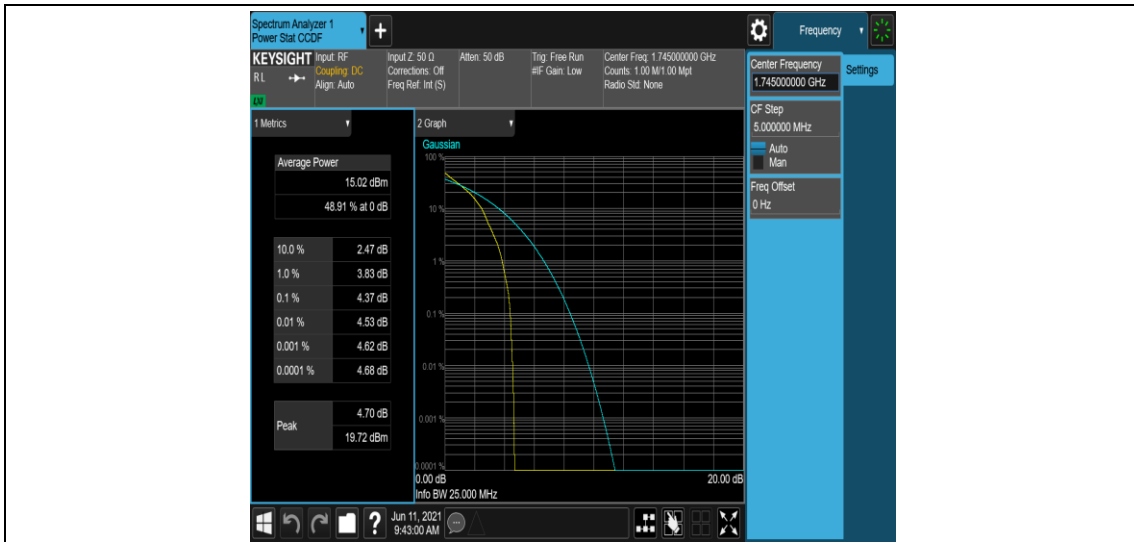 Spectrum Analyzer 1
Power Stat CCDF
+
Frequency
KEYSIGHT
RL
LXI
Input: RF
Coupling: DC
Align: Auto
Input Z: 50 Ω
Corrections: Off
Freq Ref: Int (S)
Atten: 50 dB
Trig: Free Run
#IF Gain: Low
Center Freq: 1.745000000 GHz
Counts: 1.00 M/1.00 Mpt
Radio Std: None
Center Frequency
1.745000000 GHz
Settings
CF Step
5.000000 MHz
Auto
Man
Freq Offset
0 Hz
1 Metrics
Average Power
15.02 dBm
48.91 % at 0 dB
10.0 % 2.47 dB
1.0 % 3.83 dB
0.1 % 4.37 dB
0.01 % 4.53 dB
0.001 % 4.62 dB
0.0001 % 4.68 dB
Peak
4.70 dB
19.72 dBm
2 Graph
Gaussian
100 %
10 %
1 %
0.1 %
0.01 %
0.001 %
0.0001 %
0.00 dB 20.00 dB
Info BW 25.000 MHz
?
Jun 11, 2021
9:43:00 AM